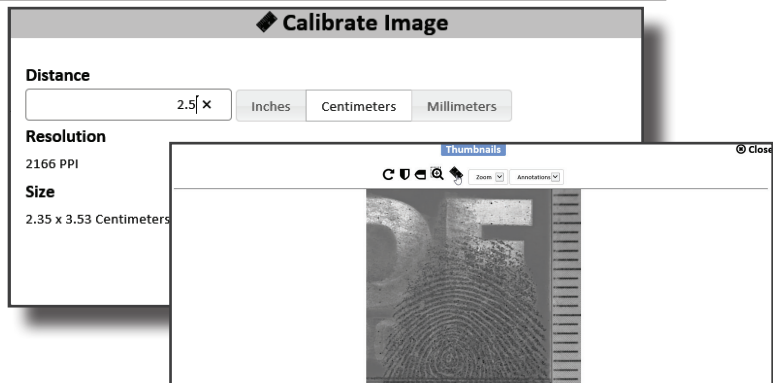 Calibrate Image
Distance
2.5 ×
Inches Centimeters Millimeters
Resolution
2166 PPI
Size
2.35 x 3.53 Centimeters
Thumbnails
Close
Zoom Annotations